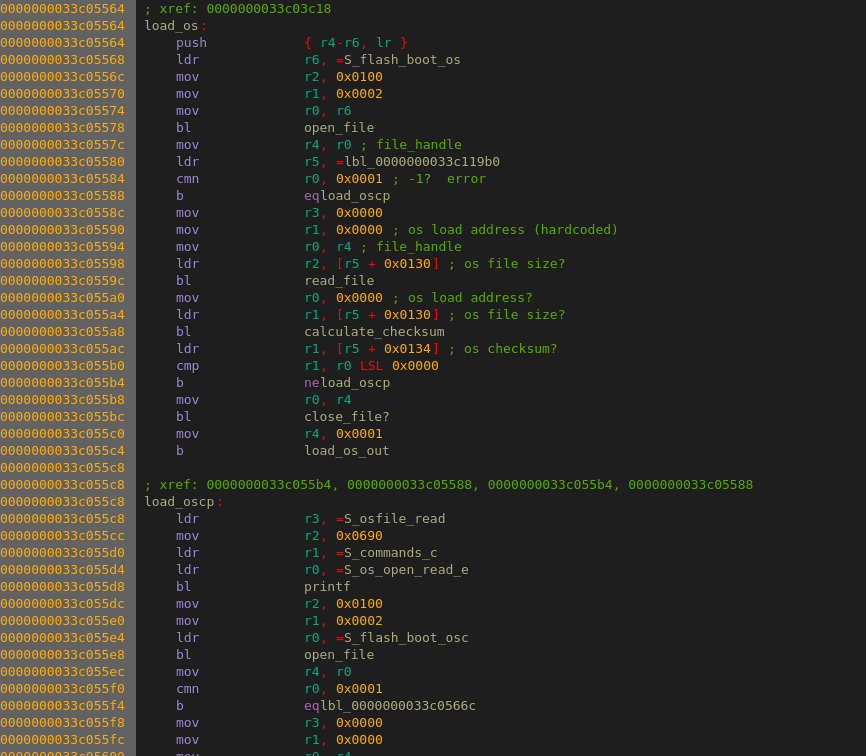 0000000033c05564 ; xref: 0000000033c03c18
0000000033c05564 load_os:
0000000033c05564 push { r4-r6, lr }
0000000033c05568 ldr r6, =S_flash_boot_os
0000000033c0556c mov r2, 0x0100
0000000033c05570 mov r1, 0x0002
0000000033c05574 mov r0, r6
0000000033c05578 bl open_file
0000000033c0557c mov r4, r0 ; file_handle
0000000033c05580 ldr r5, =lbl_0000000033c119b0
0000000033c05584 cmn r0, 0x0001 ; -1?  error
0000000033c05588 b eqload_oscp
0000000033c0558c mov r3, 0x0000
0000000033c05590 mov r1, 0x0000 ; os load address (hardcoded)
0000000033c05594 mov r0, r4 ; file_handle
0000000033c05598 ldr r2, [r5 + 0x0130] ; os file size?
0000000033c0559c bl read_file
0000000033c055a0 mov r0, 0x0000 ; os load address?
0000000033c055a4 ldr r1, [r5 + 0x0130] ; os file size?
0000000033c055a8 bl calculate_checksum
0000000033c055ac ldr r1, [r5 + 0x0134] ; os checksum?
0000000033c055b0 cmp r1, r0 LSL 0x0000
0000000033c055b4 b neload_oscp
0000000033c055b8 mov r0, r4
0000000033c055bc bl close_file?
0000000033c055c0 mov r4, 0x0001
0000000033c055c4 b load_os_out
0000000033c055c8
0000000033c055c8 ; xref: 0000000033c055b4, 0000000033c05588, 0000000033c055b4, 0000000033c05588
0000000033c055c8 load_oscp:
0000000033c055c8 ldr r3, =S_osfile_read
0000000033c055cc mov r2, 0x0690
0000000033c055d0 ldr r1, =S_commands_c
0000000033c055d4 ldr r0, =S_os_open_read_e
0000000033c055d8 bl printf
0000000033c055dc mov r2, 0x0100
0000000033c055e0 mov r1, 0x0002
0000000033c055e4 ldr r0, =S_flash_boot_osc
0000000033c055e8 bl open_file
0000000033c055ec mov r4, r0
0000000033c055f0 cmn r0, 0x0001
0000000033c055f4 b eqlbl_0000000033c0566c
0000000033c055f8 mov r3, 0x0000
0000000033c055fc mov r1, 0x0000
0000000033c05600 mov r0, r4